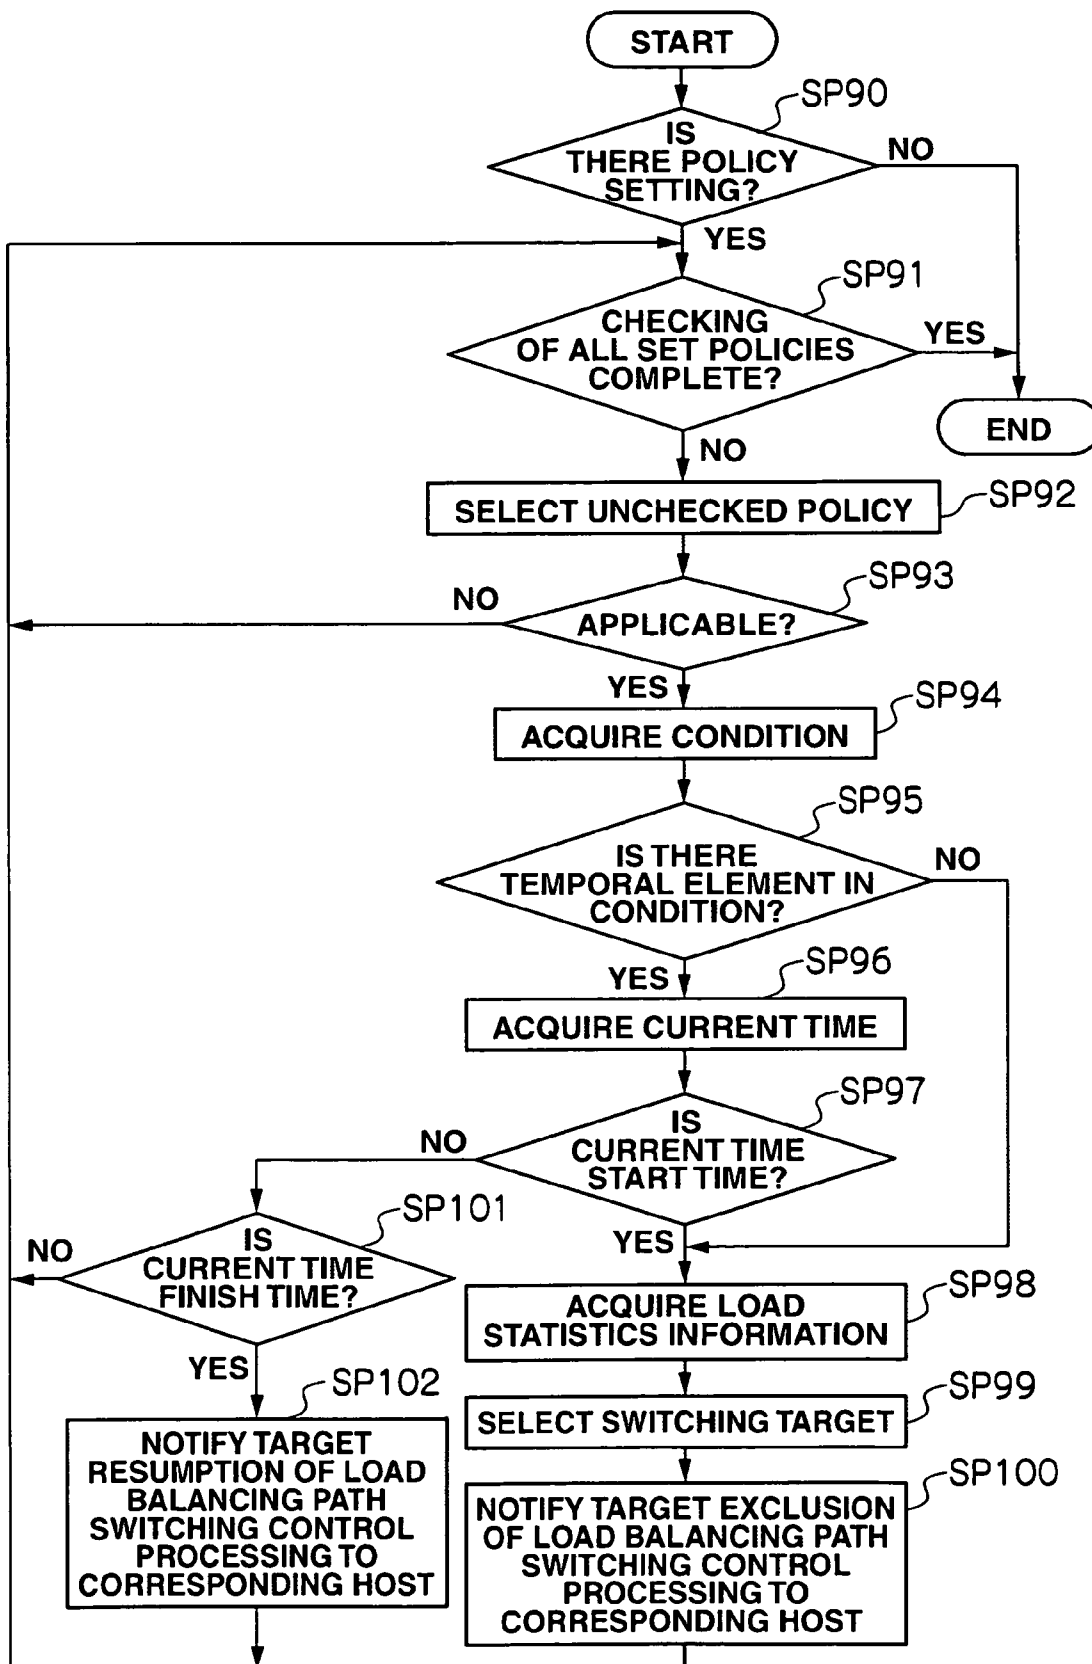 START
SP90
IS
THERE POLICY
SETTING?
NO
YES
SP91
CHECKING
OF ALL SET POLICIES
COMPLETE?
YES
END
NO
SP92
SELECT UNCHECKED POLICY
SP93
NO
APPLICABLE?
YES
SP94
ACQUIRE CONDITION
SP95
IS THERE
TEMPORAL ELEMENT IN
CONDITION?
NO
YES
SP96
ACQUIRE CURRENT TIME
SP97
IS
CURRENT TIME
START TIME?
NO
YES
SP101
IS
CURRENT TIME
FINISH TIME?
NO
YES
SP98
ACQUIRE LOAD
STATISTICS INFORMATION
SP99
SELECT SWITCHING TARGET
SP102
NOTIFY TARGET
RESUMPTION OF LOAD
BALANCING PATH
SWITCHING CONTROL
PROCESSING TO
CORRESPONDING HOST
SP100
NOTIFY TARGET EXCLUSION
OF LOAD BALANCING PATH
SWITCHING CONTROL
PROCESSING TO
CORRESPONDING HOST